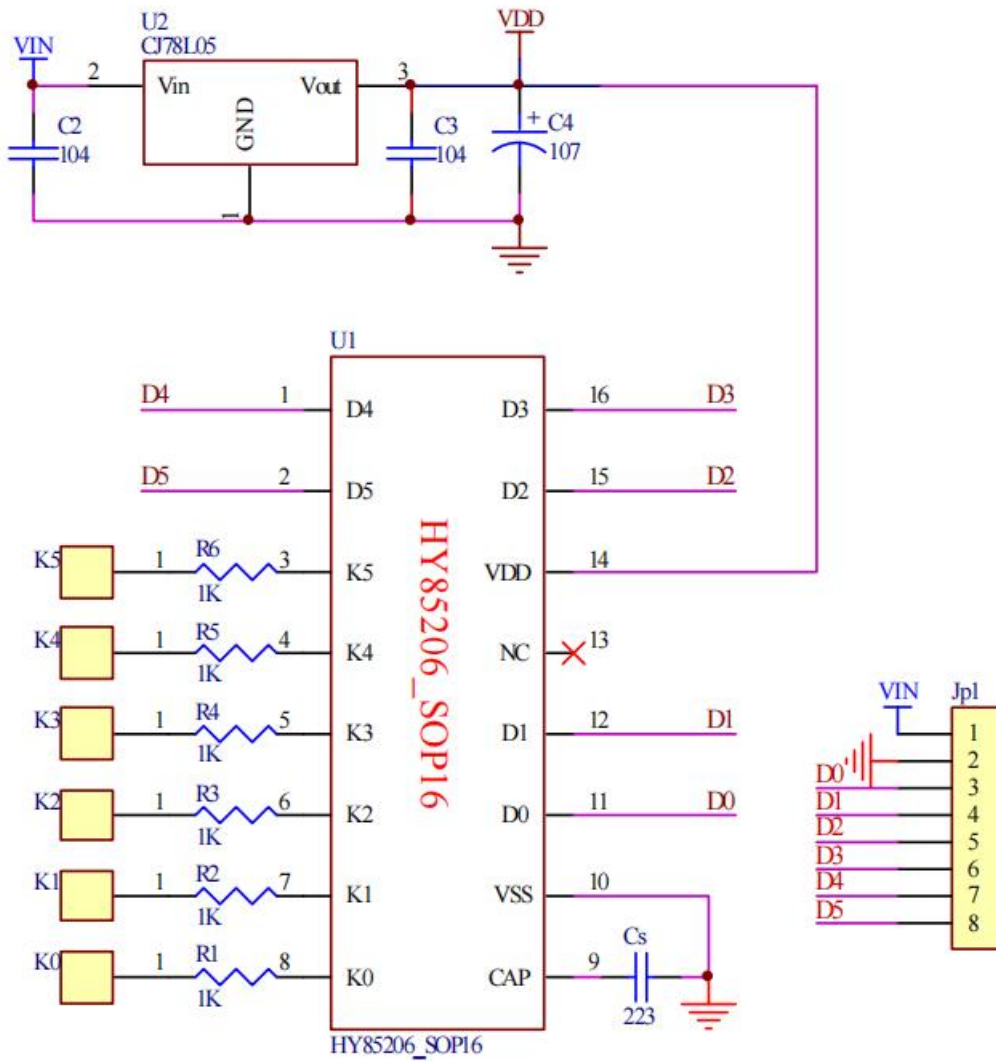 U2
CJ78L05
VIN
VDD
2
Vin
Vout
3
GND
1
C2
104
C3
104
+
C4
107
U1
D4
1
D4
D3
16
D3
D5
2
D5
D2
15
D2
K5
1
R6
1K
3
K5
VDD
14
K4
1
R5
1K
4
K4
NC
13
K3
1
R4
1K
5
K3
D1
12
D1
K2
1
R3
1K
6
K2
D0
11
D0
K1
1
R2
1K
7
K1
VSS
10
K0
1
R1
1K
8
K0
CAP
9
Cs
223
HY85206_SOP16
HY85206_SOP16
VIN
Jp1
1
2
D0
3
D1
4
D2
5
D3
6
D4
7
D5
8